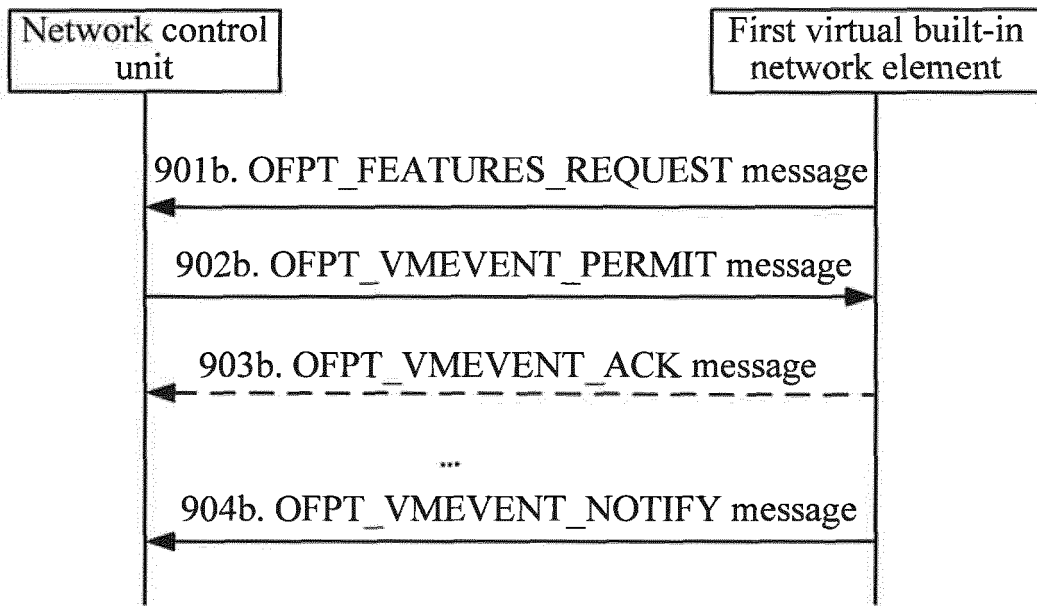 Network control
unit
First virtual built-in
network element
901b. OFPT_FEATURES_REQUEST message
902b. OFPT_VMEVENT_PERMIT message
903b. OFPT_VMEVENT_ACK message
...
904b. OFPT_VMEVENT_NOTIFY message